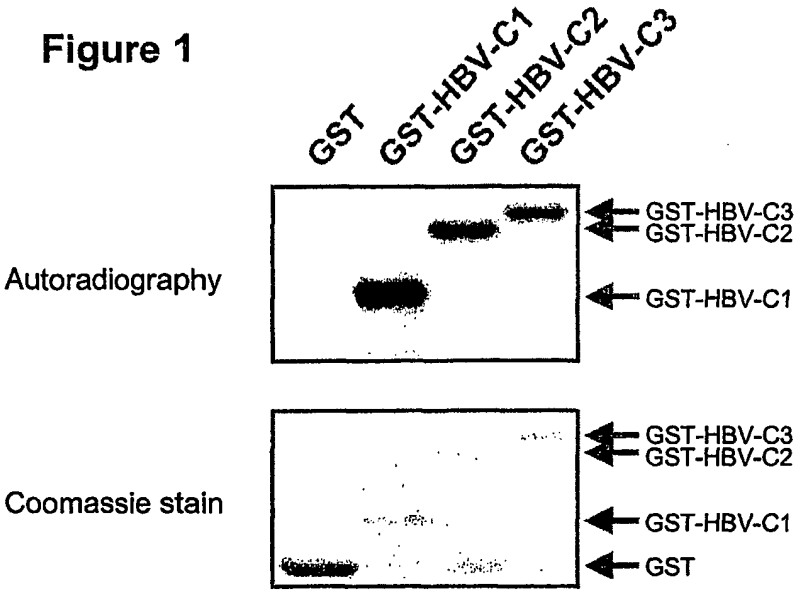 Figure 1
GST
GST-HBV-C1
GST-HBV-C2
GST-HBV-C3
Autoradiography
GST-HBV-C3
GST-HBV-C2
GST-HBV-C1
Coomassie stain
GST-HBV-C3
GST-HBV-C2
GST-HBV-C1
GST